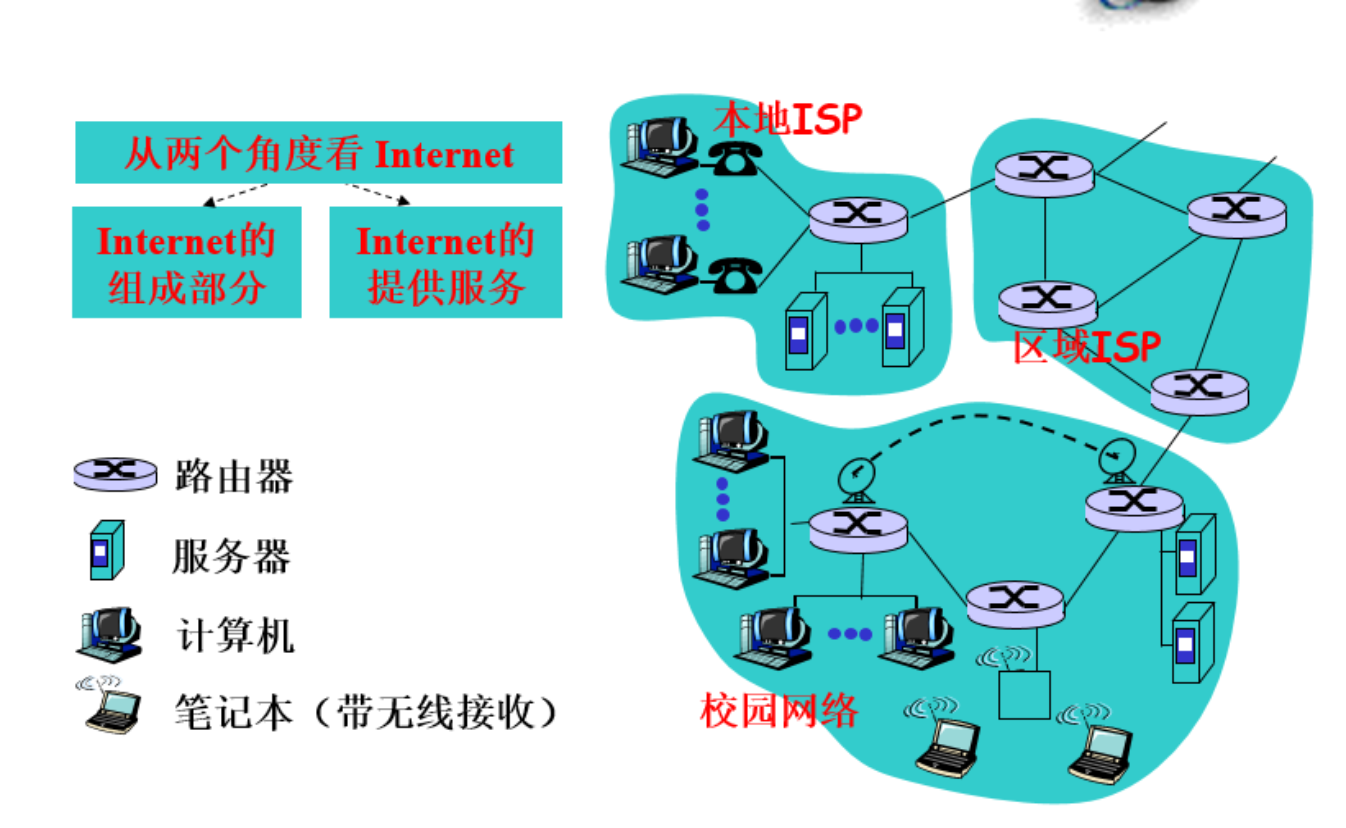 从两个角度看 Internet
Internet的
组成部分
Internet的
提供服务
路由器
服务器
计算机
笔记本（带无线接收）
本地ISP
区域ISP
校园网络